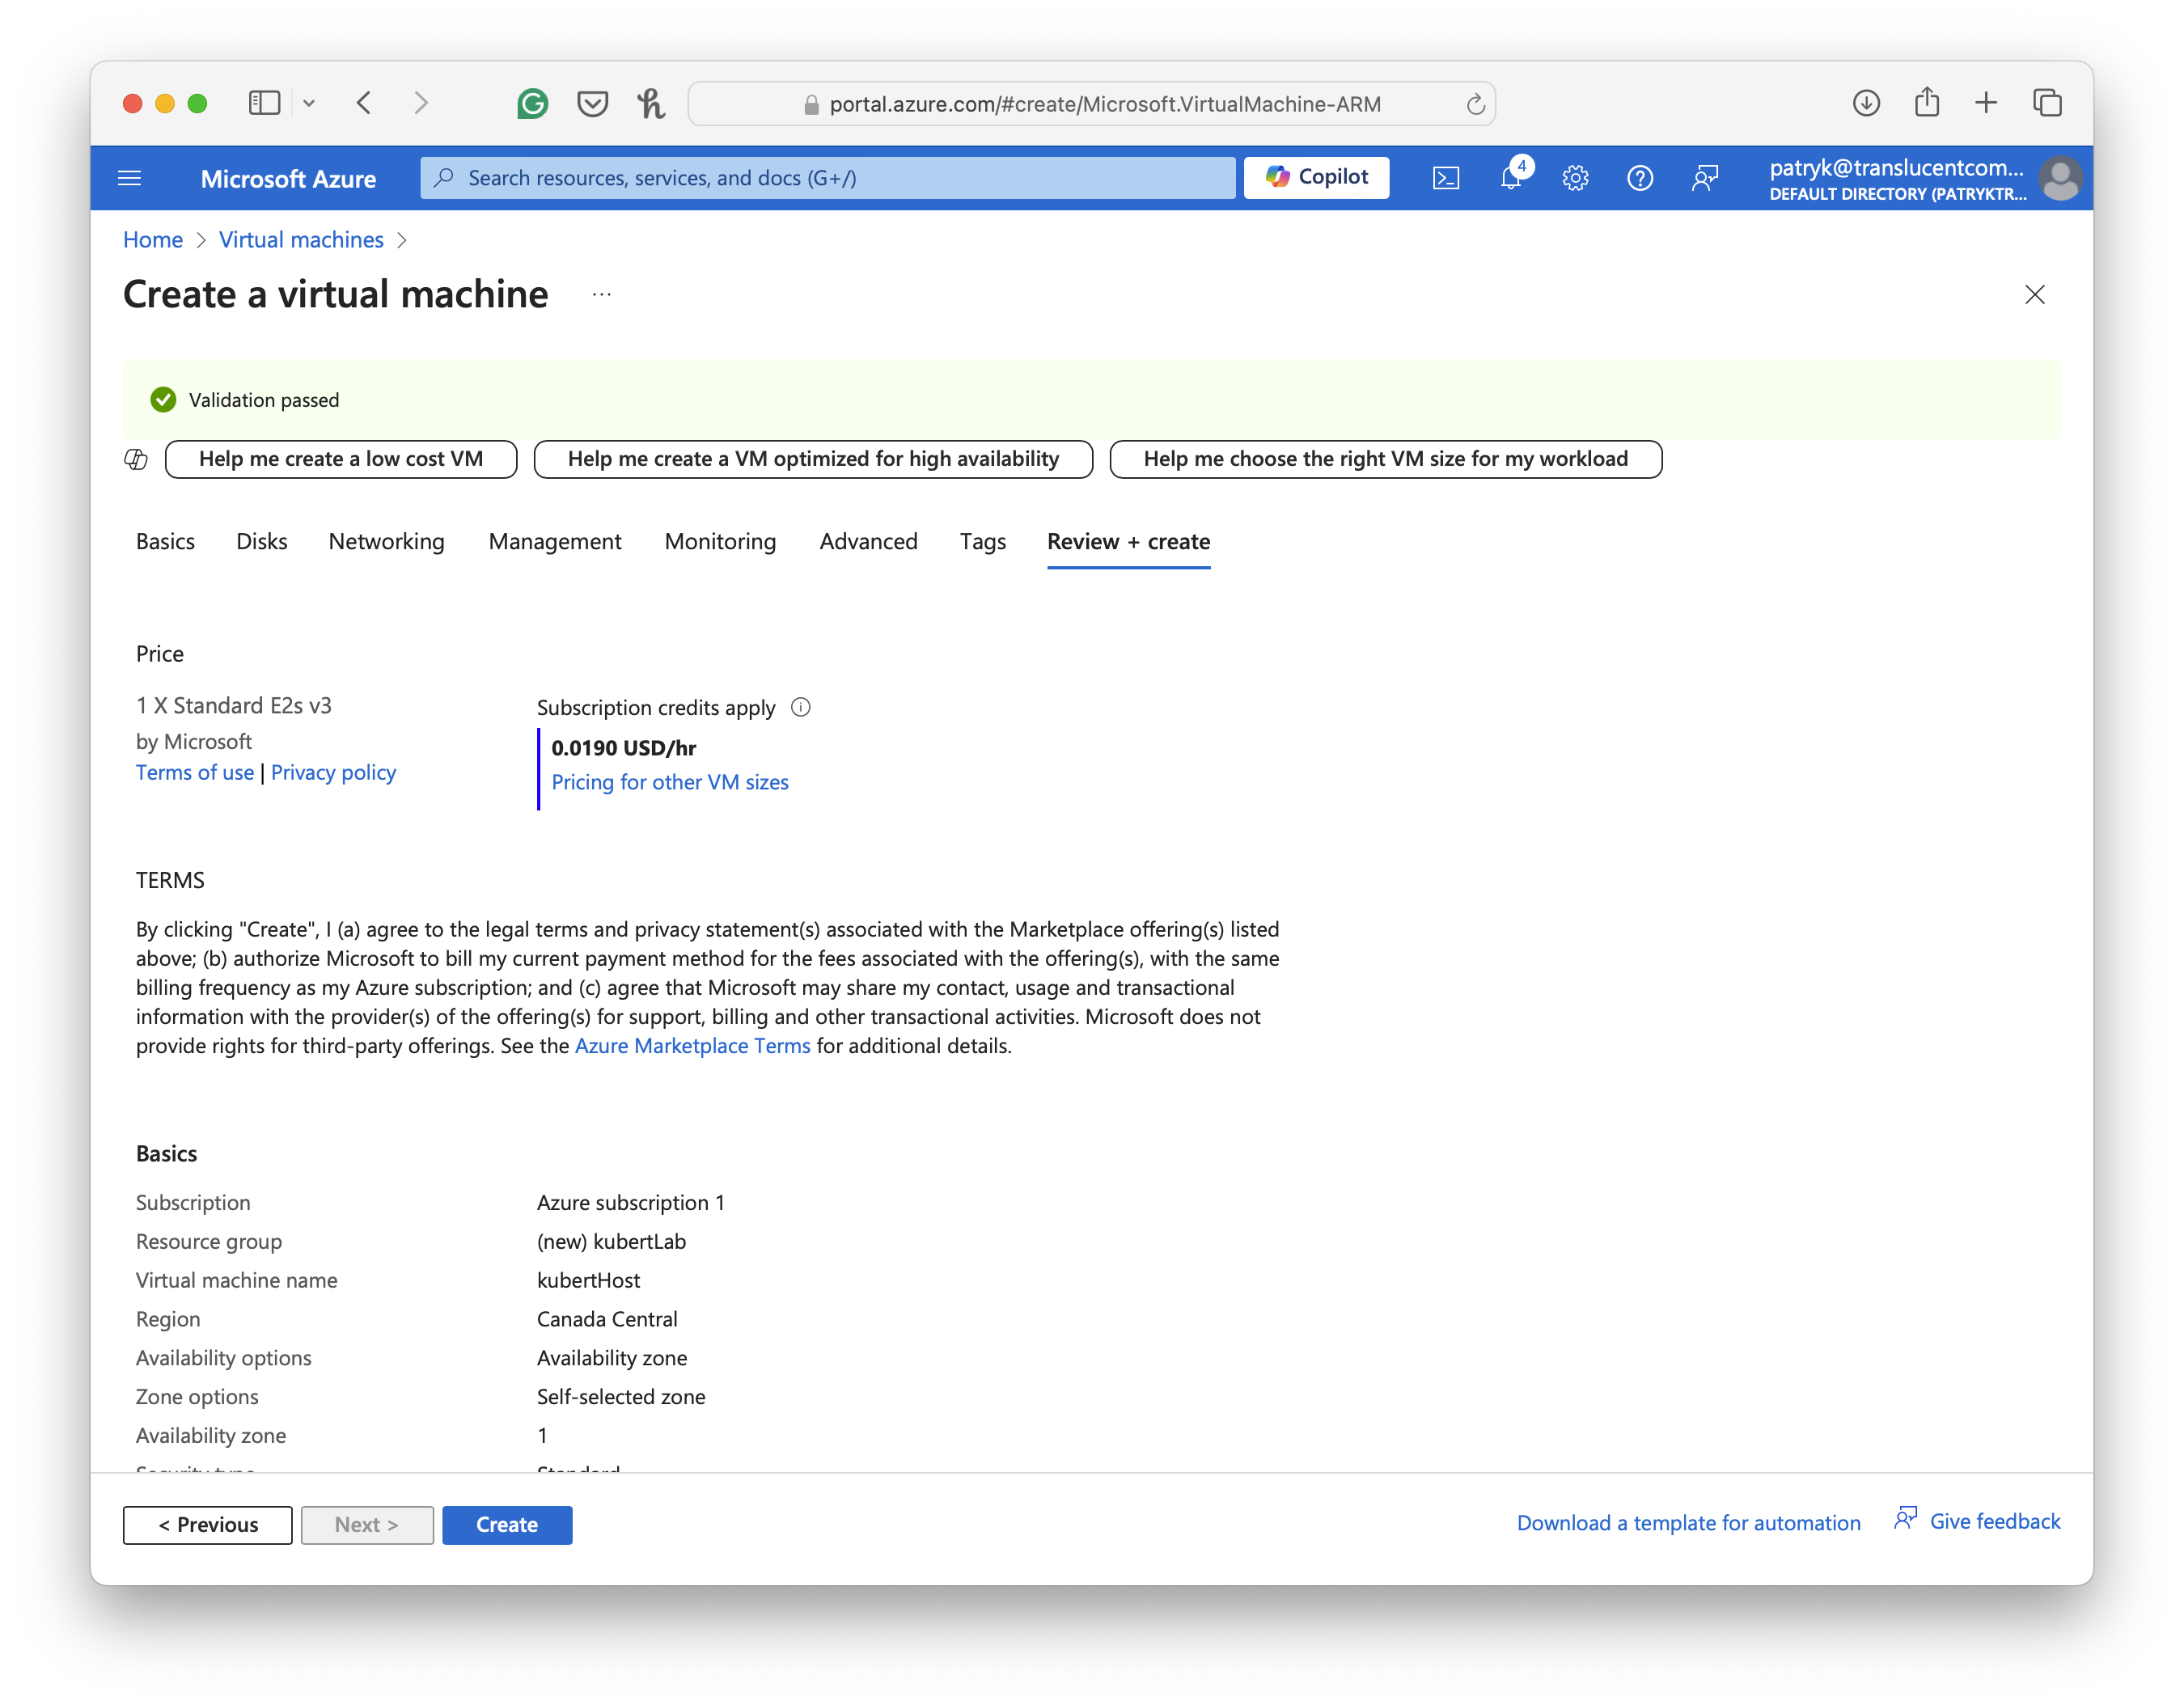 portal.azure.com/#create/Microsoft.VirtualMachine-ARM
Microsoft Azure
Search resources, services, and docs (G+/)
Copilot
4
patryk@translucentcom...
DEFAULT DIRECTORY (PATRYKTR...
Home > Virtual machines >
Create a virtual machine ...
Validation passed
Help me create a low cost VM
Help me create a VM optimized for high availability
Help me choose the right VM size for my workload
Basics Disks Networking Management Monitoring Advanced Tags Review + create
Price
1 X Standard E2s v3
by Microsoft
Terms of use | Privacy policy
Subscription credits apply
0.0190 USD/hr
Pricing for other VM sizes
TERMS
By clicking "Create", I (a) agree to the legal terms and privacy statement(s) associated with the Marketplace offering(s) listed
above; (b) authorize Microsoft to bill my current payment method for the fees associated with the offering(s), with the same
billing frequency as my Azure subscription; and (c) agree that Microsoft may share my contact, usage and transactional
information with the provider(s) of the offering(s) for support, billing and other transactional activities. Microsoft does not
provide rights for third-party offerings. See the Azure Marketplace Terms for additional details.
Basics
Subscription Azure subscription 1
Resource group (new) kubertLab
Virtual machine name kubertHost
Region Canada Central
Availability options Availability zone
Zone options Self-selected zone
Availability zone 1
Security type Standard
< Previous
Next >
Create
Download a template for automation
Give feedback